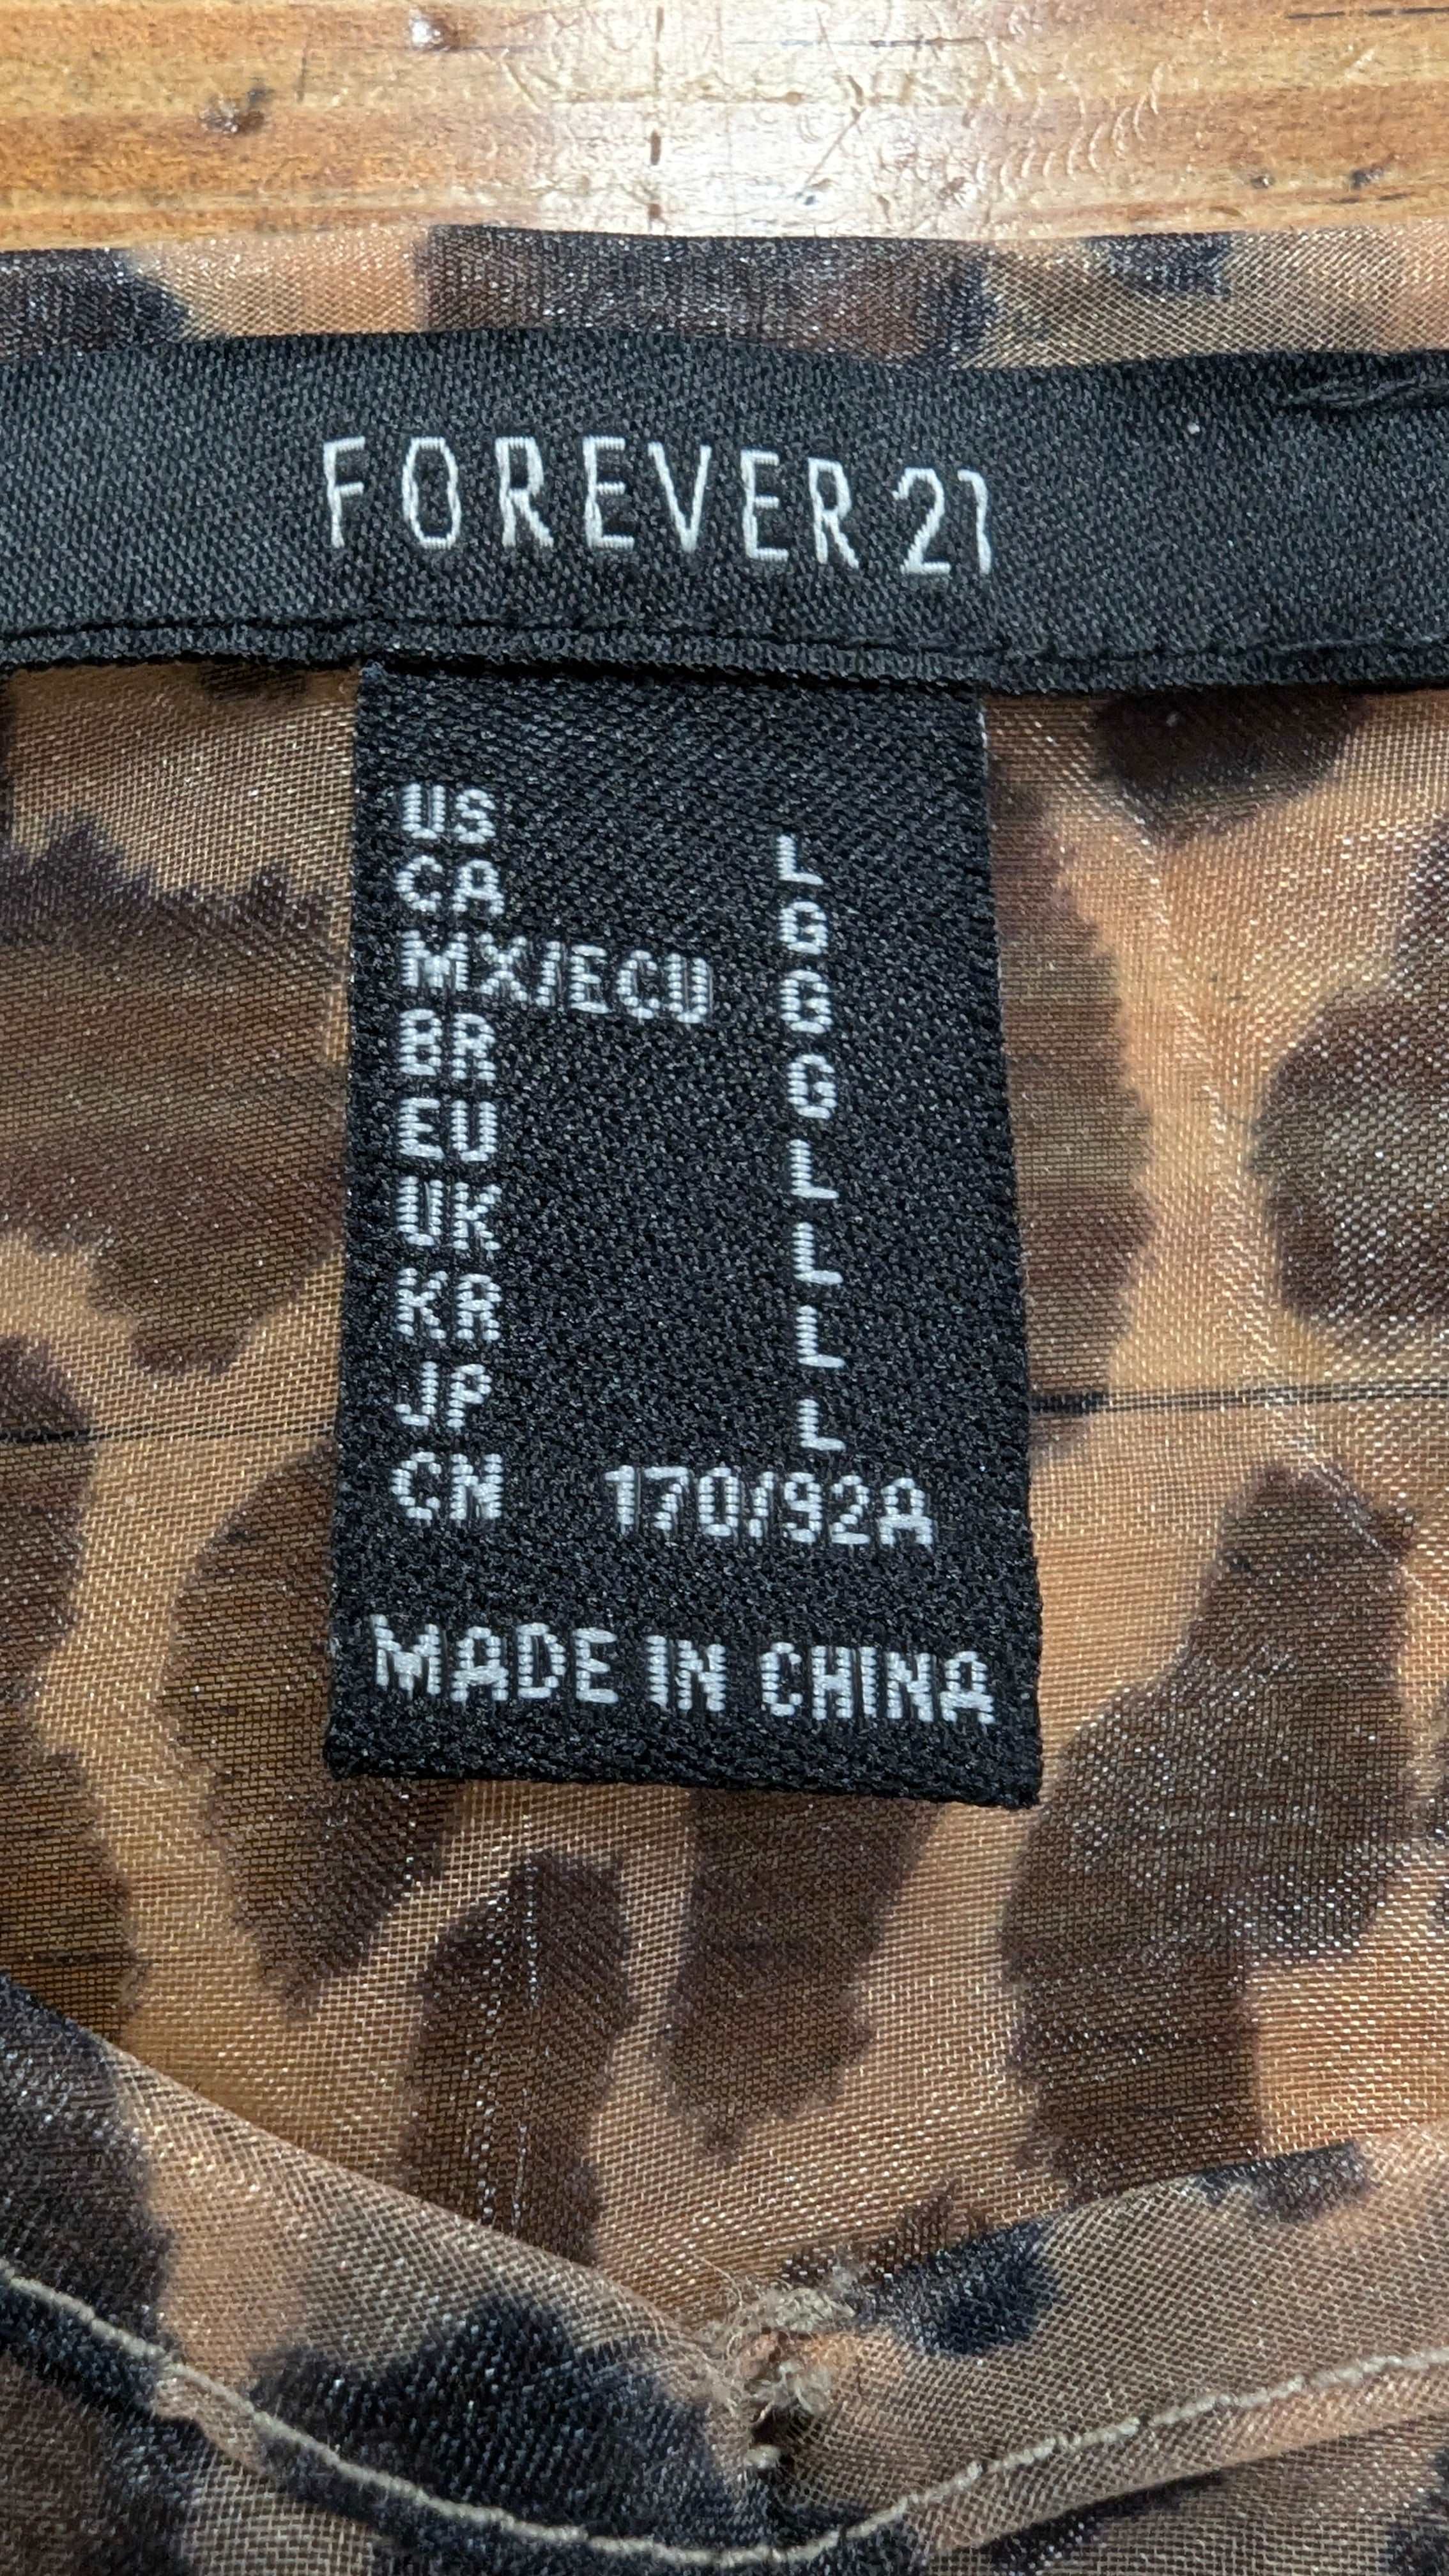 FOREVER 21
US L
CA G
MX/ECU G
BR G
EU L
UK L
KR L
JP L
CN 170/92A
MADE IN CHINA